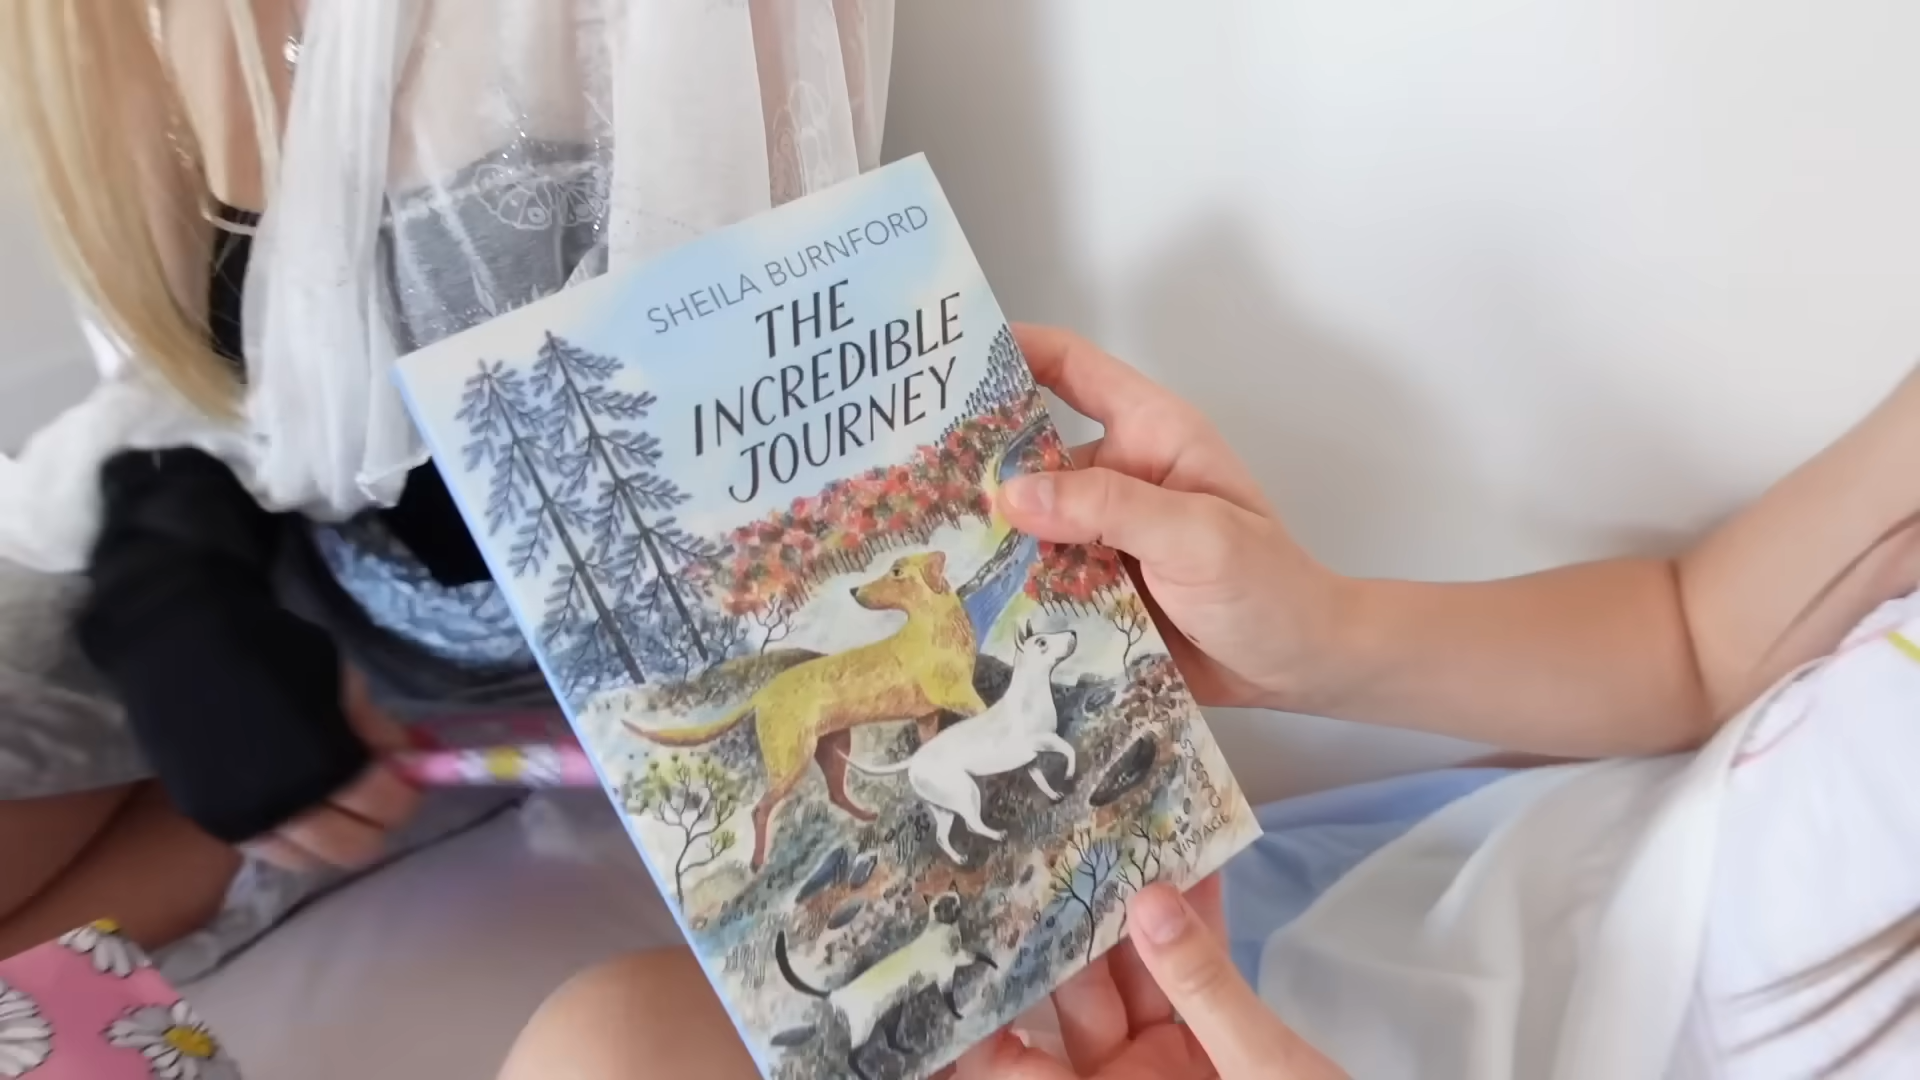 SHEILA BURNFORD
THE
INCREDIBLE
JOURNEY
VINTAGE CLASSICS